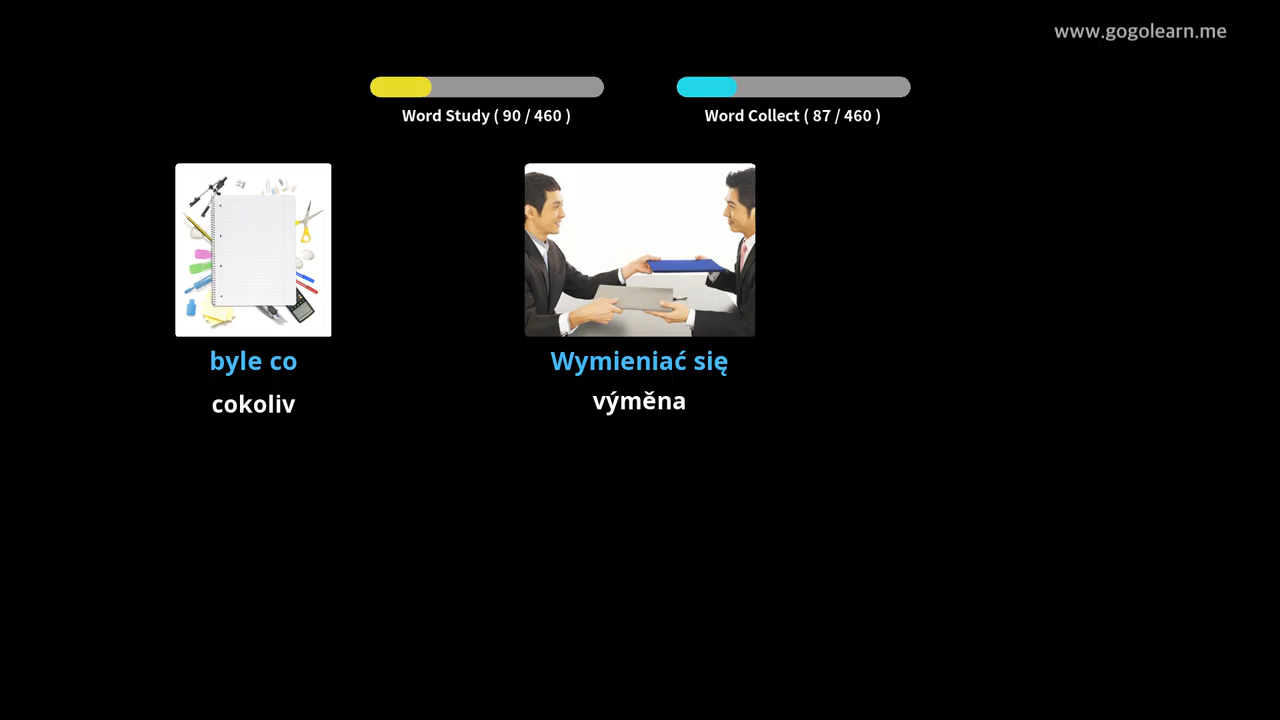 www.gogolearn.me
Word Study ( 90 / 460 )
Word Collect ( 87 / 460 )
byle co
cokoliv
Wymieniać się
výměna